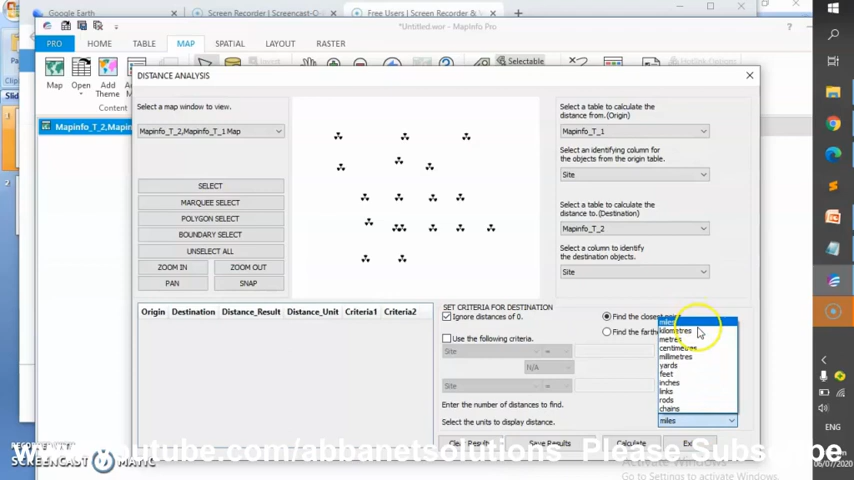 Google Earth
Screen Recorder | Screencast-O-
Free Users | Screen Recorder &
*Untitled.wor - MapInfo Pro
PRO HOME TABLE MAP SPATIAL LAYOUT RASTER
Selectable
DISTANCE ANALYSIS
Map Open Add
Theme
Content
Clip
Slid
1
2
Mapinfo_T_2,Mapin
Select a map window to view.
Mapinfo_T_2,Mapinfo_T_1 Map
SELECT
MARQUEE SELECT
POLYGON SELECT
BOUNDARY SELECT
UNSELECT ALL
ZOOM IN ZOOM OUT
PAN SNAP
Select a table to calculate the
distance from.(Origin)
Mapinfo_T_1
Select an identifying column for
the objects from the origin table.
Site
Select a table to calculate the
distance to.(Destination)
Mapinfo_T_2
Select a column to identify
the destination objects.
Site
Origin Destination Distance_Result Distance_Unit Criteria1 Criteria2
SET CRITERIA FOR DESTINATION
Ignore distances of 0.
Find the closest point
Use the following criteria.
Find the farth
Site =
N/A
Site =
Enter the number of distances to find.
Select the units to display distance.
miles
kilometres
metres
centimetres
millimetres
yards
feet
inches
links
rods
chains
miles
Save Results Calculate
RECORDED WITH
SCREENCAST MATIC
www.youtube.com/abbanetsolutions Please Subscribe
Activate Windows
Go to Settings to activate Windows.
ENG
06/07/2020